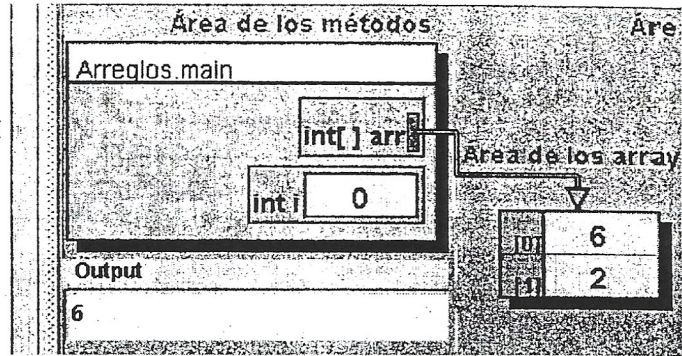 Área de los métodos
Áre
Arreglos.main
int[ ] arr
Área de los array
int i 0
[0] 6
[1] 2
Output
6